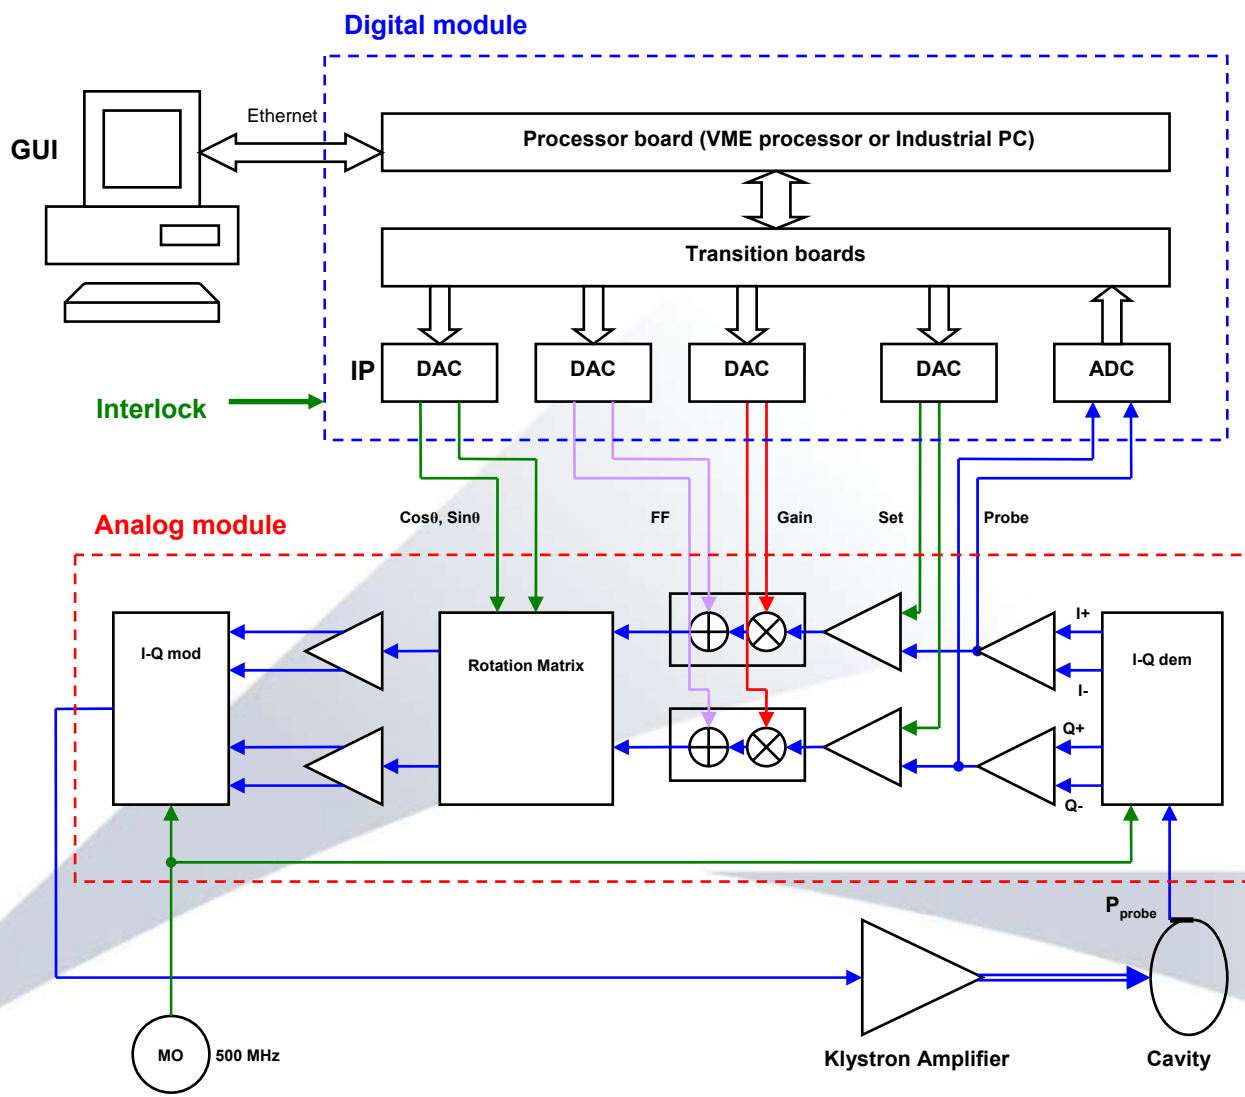 Digital module
Ethernet
GUI
Processor board (VME processor or Industrial PC)
Transition boards
IP
DAC
DAC
DAC
DAC
ADC
Interlock
Analog module
Cosθ, Sinθ
FF
Gain
Set
Probe
I-Q mod
Rotation Matrix
I+
I-
I-Q dem
Q+
Q-
Pprobe
MO
500 MHz
Klystron Amplifier
Cavity